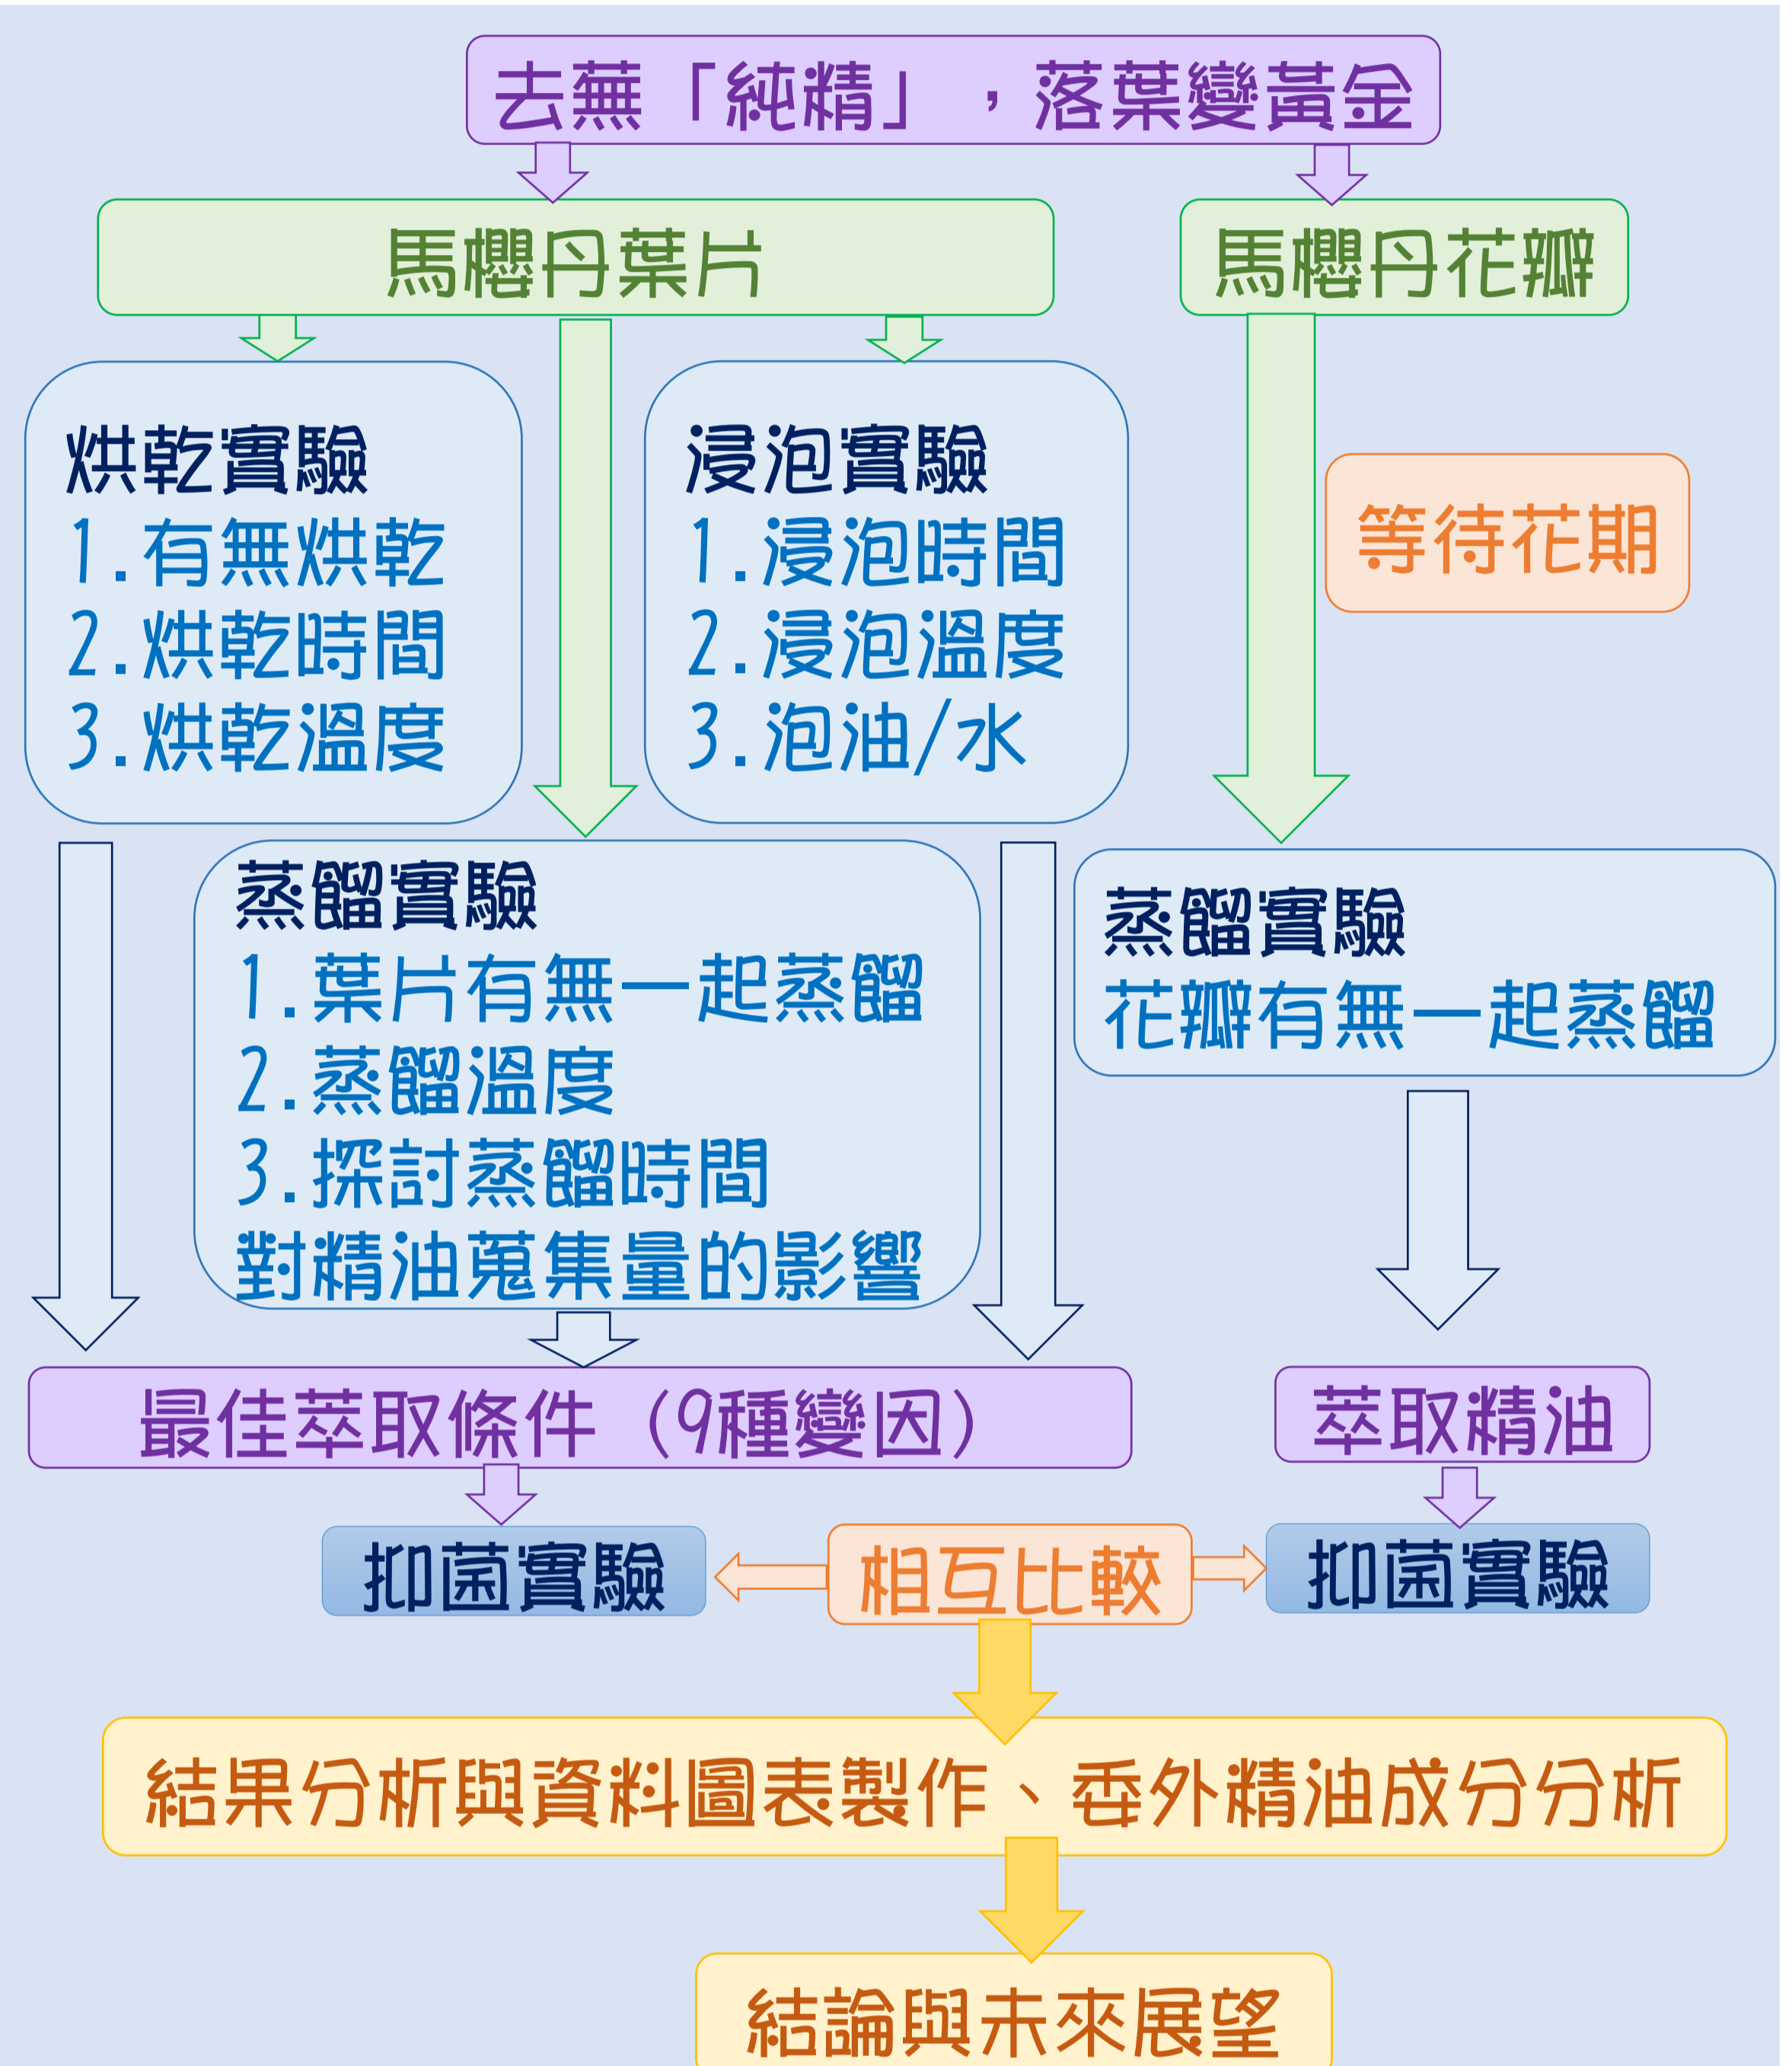 去蕪「純精」，落葉變黃金
馬櫻丹葉片
馬櫻丹花瓣
烘乾實驗
1.有無烘乾
2.烘乾時間
3.烘乾溫度
浸泡實驗
1.浸泡時間
2.浸泡溫度
3.泡油/水
等待花期
蒸餾實驗
1.葉片有無一起蒸餾
2.蒸餾溫度
3.探討蒸餾時間
對精油蒐集量的影響
蒸餾實驗
花瓣有無一起蒸餾
最佳萃取條件（9種變因）
萃取精油
抑菌實驗
相互比較
抑菌實驗
結果分析與資料圖表製作、委外精油成分分析
結論與未來展望